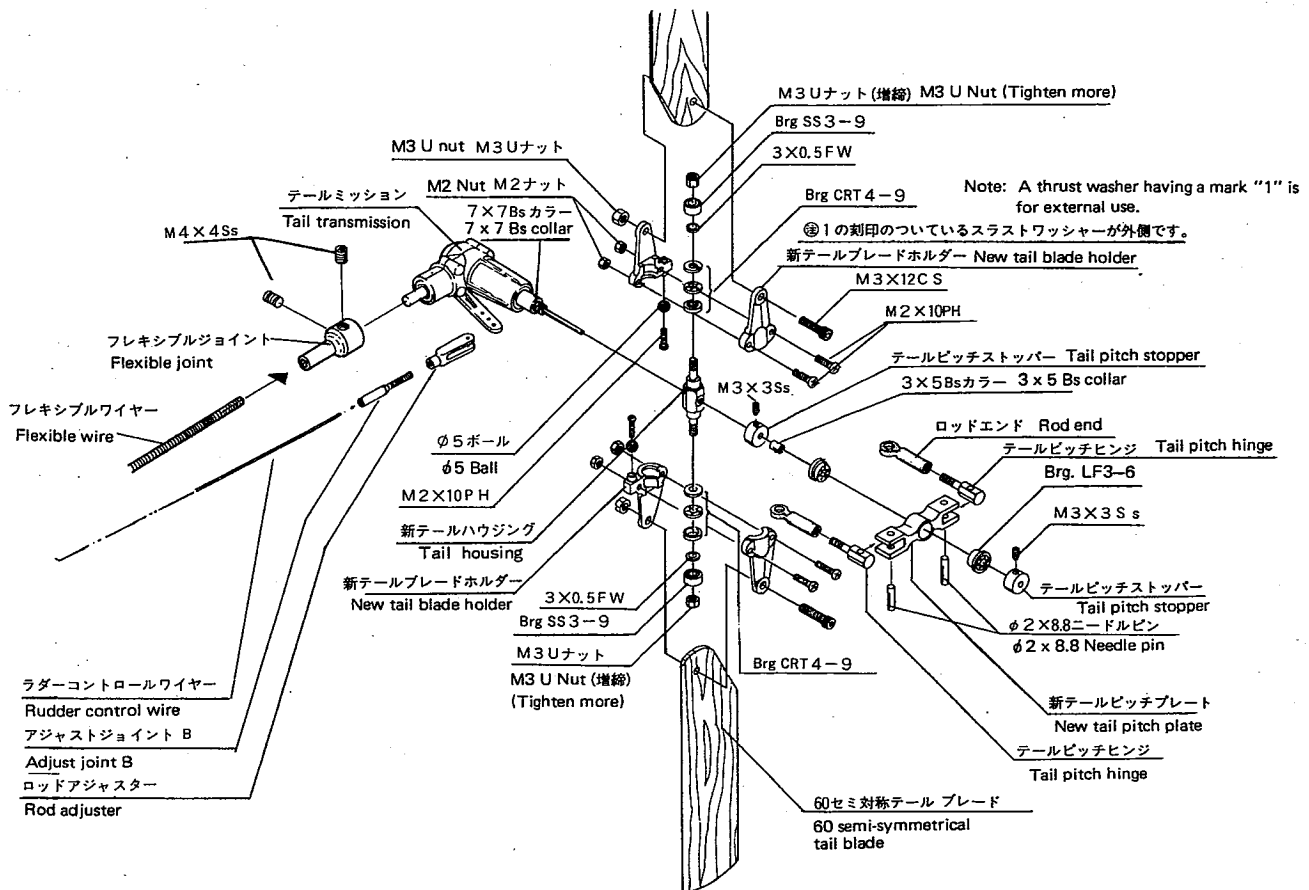 M3Uナット(増締) M3 U Nut (Tighten more)
Brg SS3-9
3×0.5FW
Brg CRT4-9
Note: A thrust washer having a mark "1" is
for external use.
㊟1の刻印のついているスラストワッシャーが外側です。
新テールブレードホルダー New tail blade holder
M3×12CS
M2×10PH
テールピッチストッパー Tail pitch stopper
3×5Bsカラー 3 x 5 Bs collar
M3×3Ss
ロッドエンド Rod end
テールピッチヒンジ Tail pitch hinge
Brg. LF3-6
M3×3Ss
テールピッチストッパー
Tail pitch stopper
φ2×8.8ニードルピン
φ2 x 8.8 Needle pin
新テールピッチプレート
New tail pitch plate
テールピッチヒンジ
Tail pitch hinge
M3 U nut M3Uナット
テールミッション
Tail transmission
M2 Nut M2ナット
7×7Bsカラー
7 x 7 Bs collar
M4×4Ss
フレキシブルジョイント
Flexible joint
フレキシブルワイヤー
Flexible wire
φ5ボール
φ5 Ball
M2×10PH
新テールハウジング
Tail housing
新テールブレードホルダー
New tail blade holder
3×0.5FW
Brg SS3-9
M3Uナット
M3 U Nut (増締)
(Tighten more)
Brg CRT4-9
ラダーコントロールワイヤー
Rudder control wire
アジャストジョイント B
Adjust joint B
ロッドアジャスター
Rod adjuster
60セミ対称テール ブレード
60 semi-symmetrical
tail blade